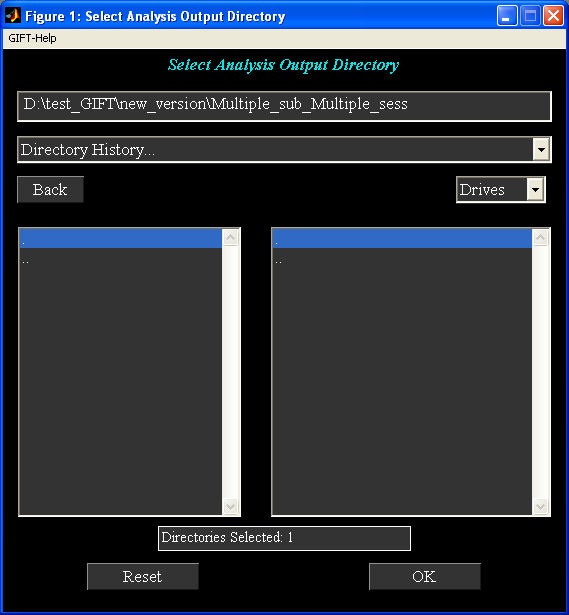 Figure 1: Select Analysis Output Directory
GIFT-Help
Select Analysis Output Directory
D:\test_GIFT\new_version\Multiple_sub_Multiple_sess
Directory History...
Back
Drives
.
.
..
..
Directories Selected: 1
Reset
OK